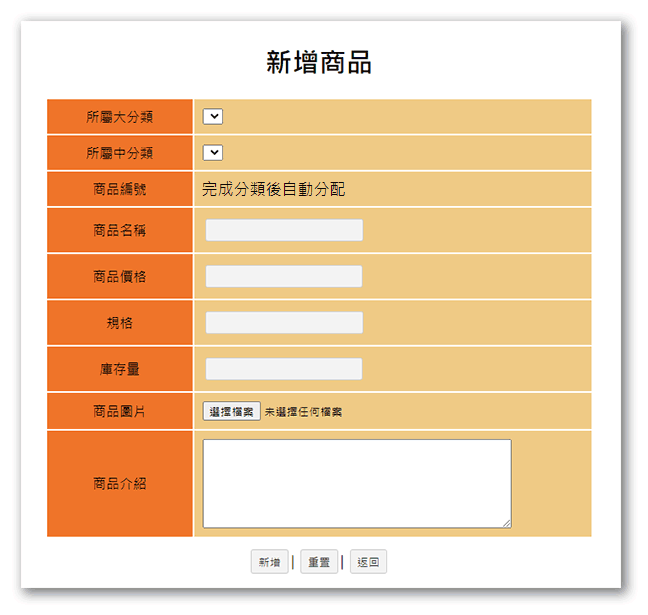 新增商品
所屬大分類
所屬中分類
商品編號 完成分類後自動分配
商品名稱
商品價格
規格
庫存量
商品圖片 選擇檔案 未選擇任何檔案
商品介紹
新增 | 重置 | 返回